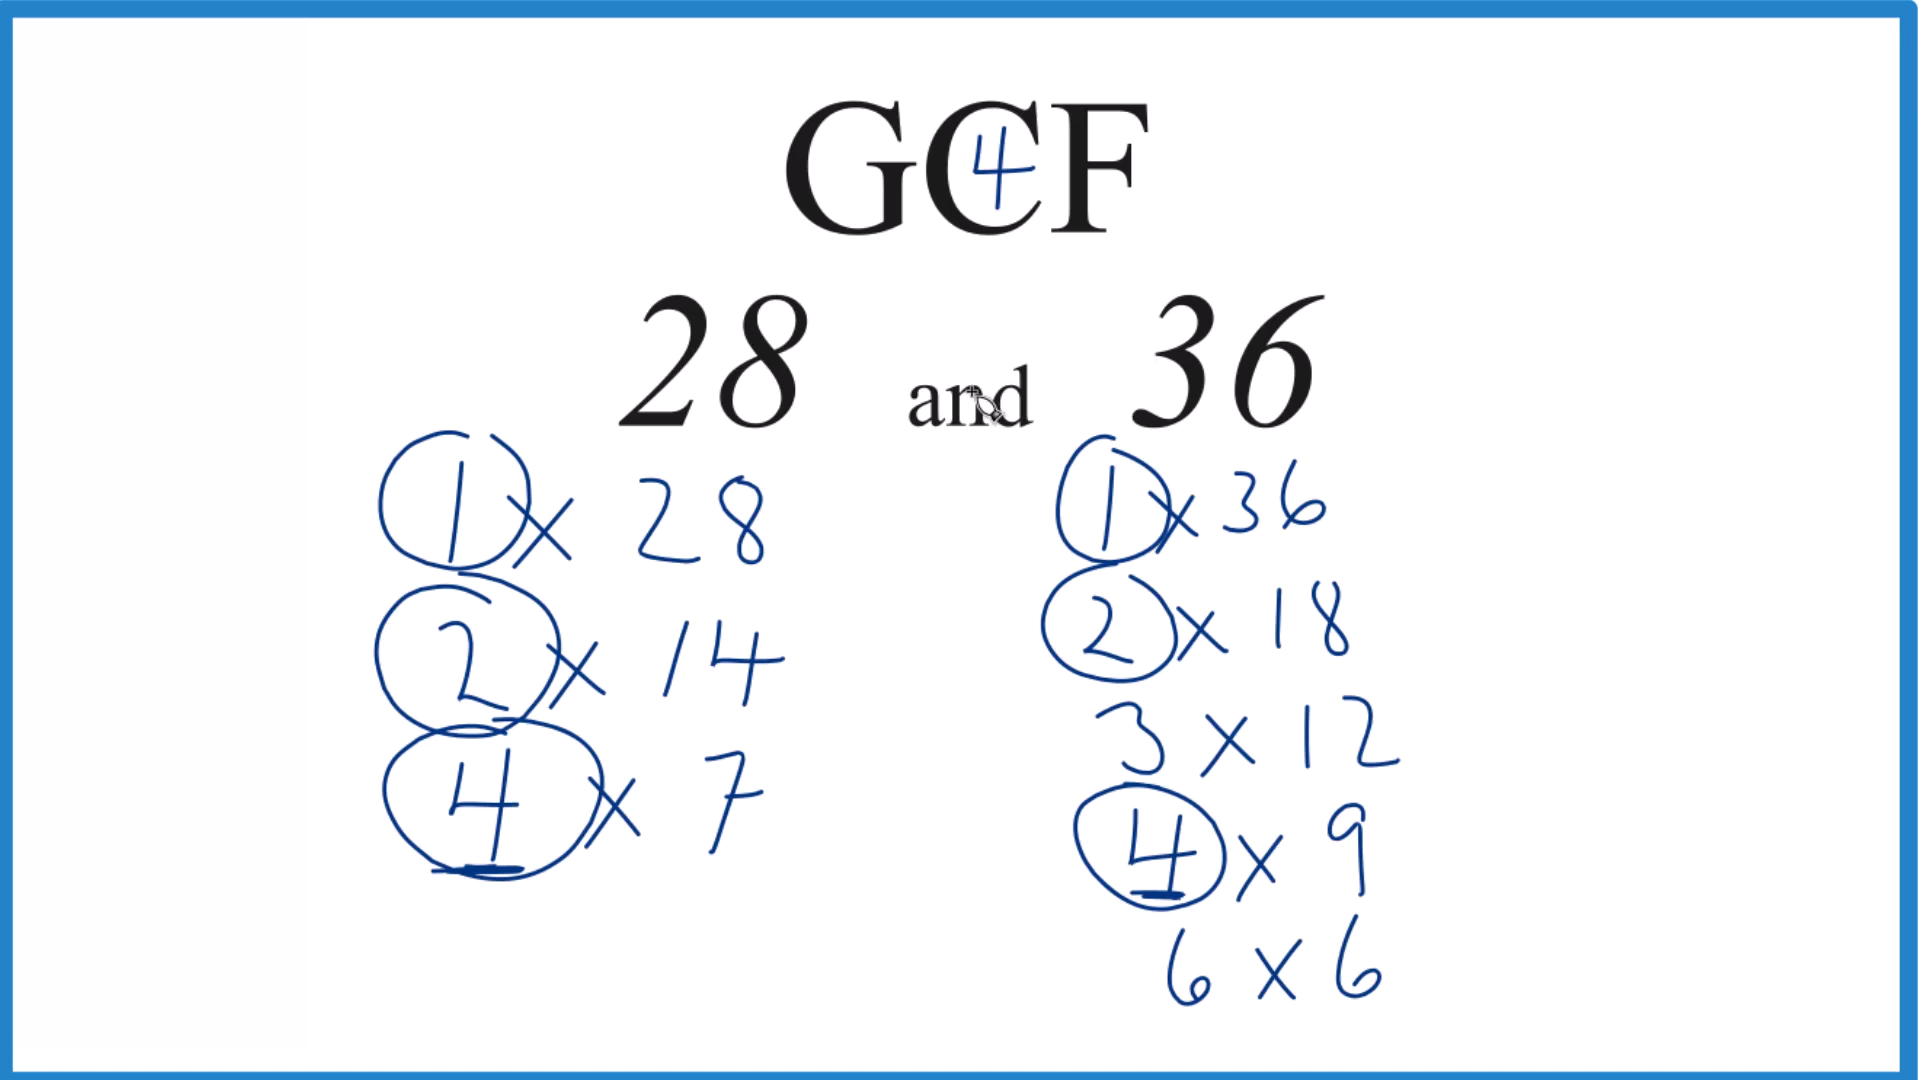 GCF
4
28 and 36
1 x 28
1 x 36
2 x 14
2 x 18
3 x 12
4 x 7
4 x 9
6 x 6